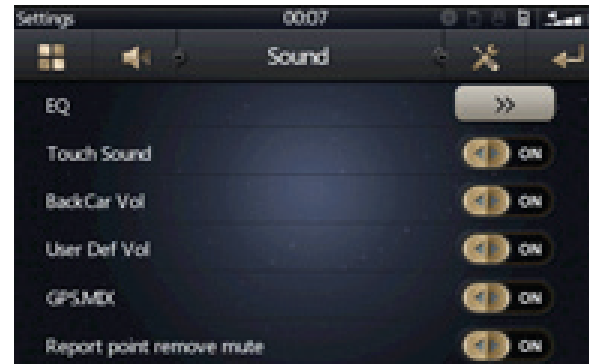 Settings 00:07
Sound
EQ >>
Touch Sound ON
BackCar Vol ON
User Def Vol ON
GPS.MIX ON
Report point remove mute ON